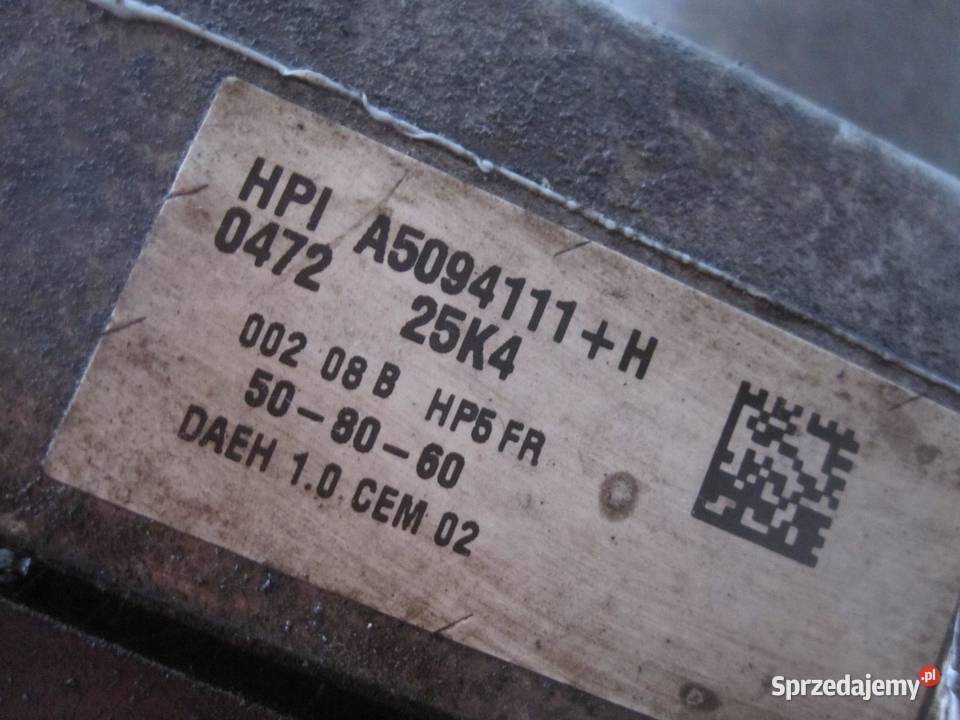 HPI A5094111+H
0472 25K4
002 08 B HP5 FR
50-80-60
DAEH 1.0 CEM 02
Sprzedajemy.pl